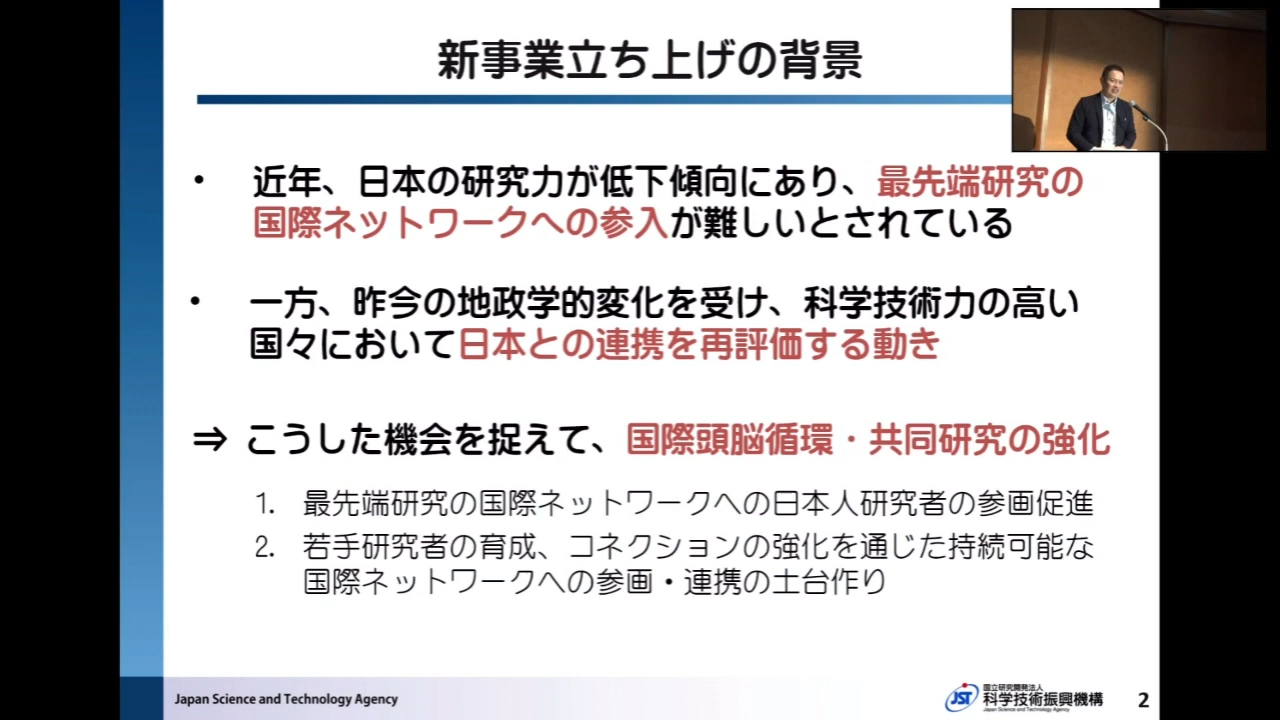 新事業立ち上げの背景
• 近年、日本の研究力が低下傾向にあり、最先端研究の
国際ネットワークへの参入が難しいとされている
• 一方、昨今の地政学的変化を受け、科学技術力の高い
国々において日本との連携を再評価する動き
⇒ こうした機会を捉えて、国際頭脳循環・共同研究の強化
1. 最先端研究の国際ネットワークへの日本人研究者の参画促進
2. 若手研究者の育成、コネクションの強化を通じた持続可能な
国際ネットワークへの参画・連携の土台作り
Japan Science and Technology Agency
JST
国立研究開発法人
科学技術振興機構
Japan Science and Technology Agency
2